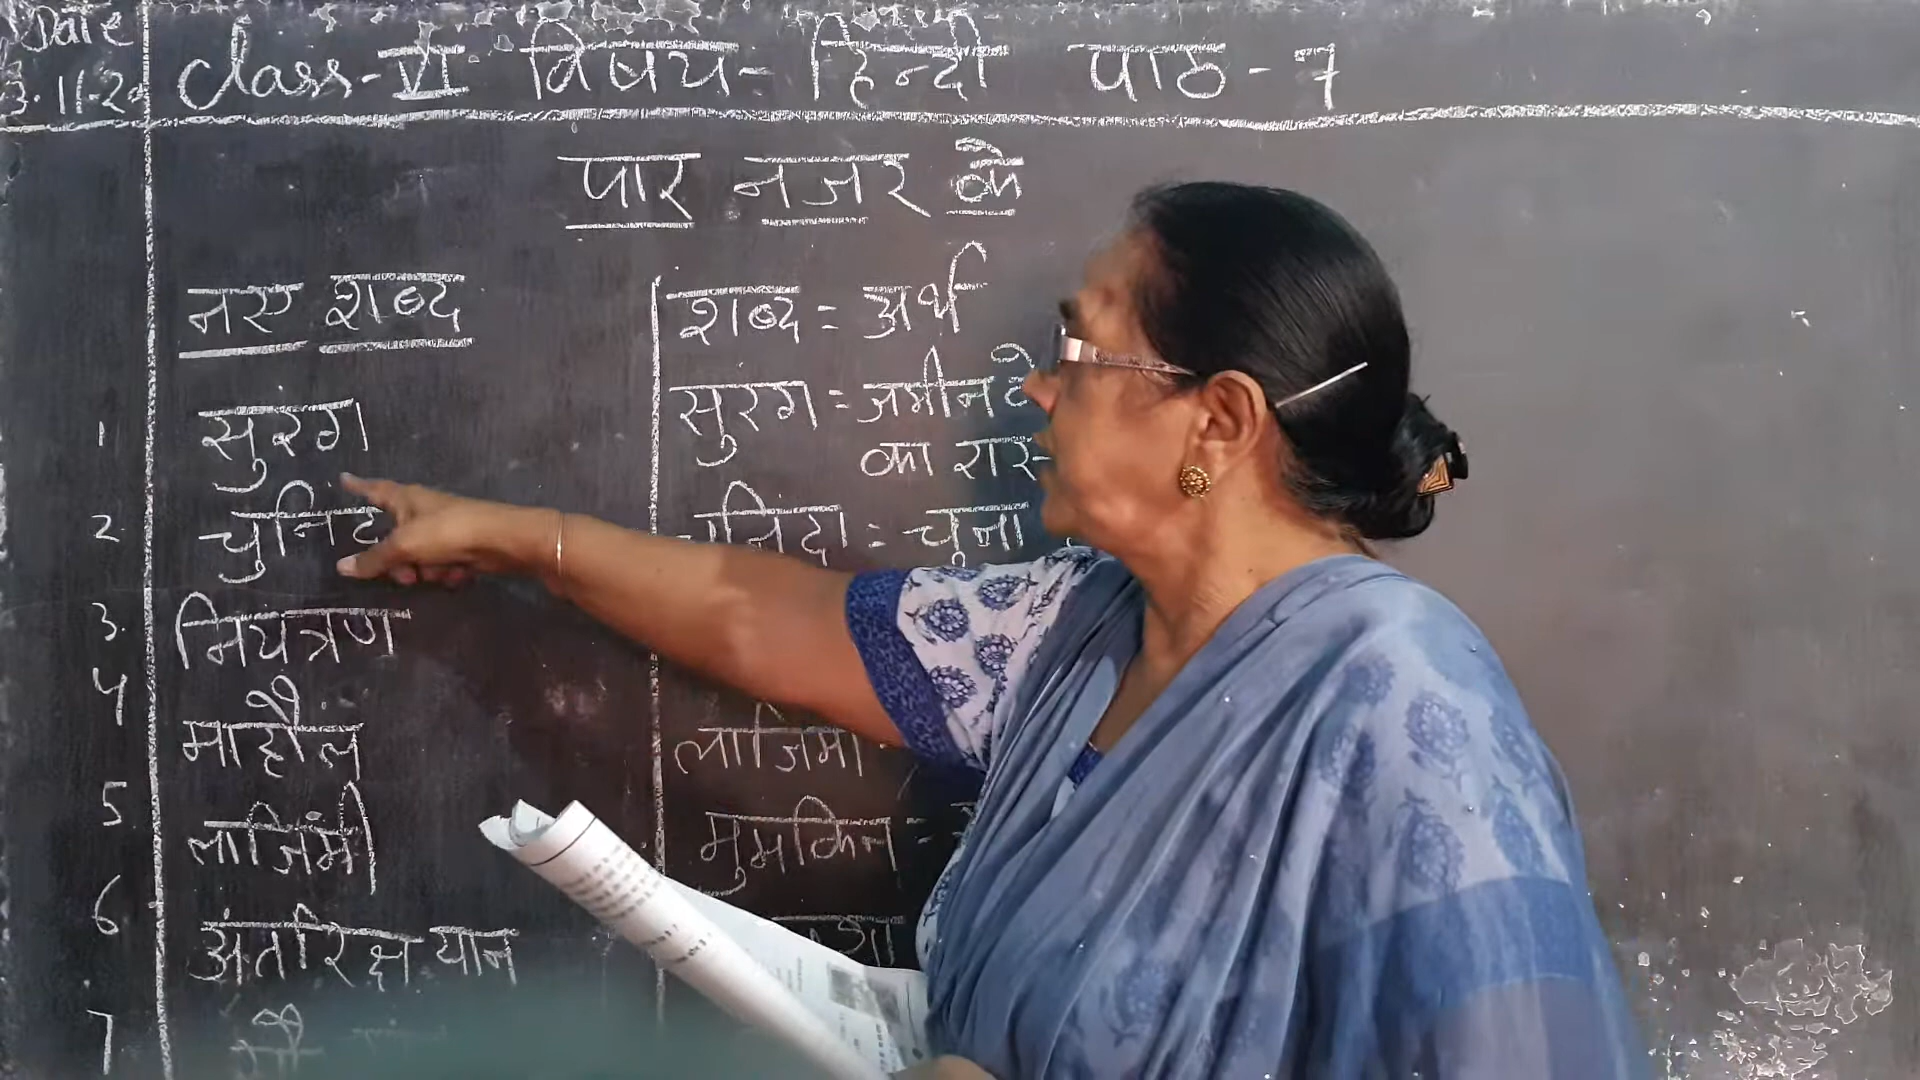 Date
3.11.2
Class-VI विषय- हिन्दी पाठ-7
पार नजर के
नए शब्द
1 सुरंग
2 चुनिंद
3. नियंत्रण
4 माहौल
5 लाजिमी
6 अंतरिक्ष यान
7
शब्द = अर्थ
सुरंग = जमीन के
का रास्
चुनिंदा = चुना
लाजिमी
मुमकिन =